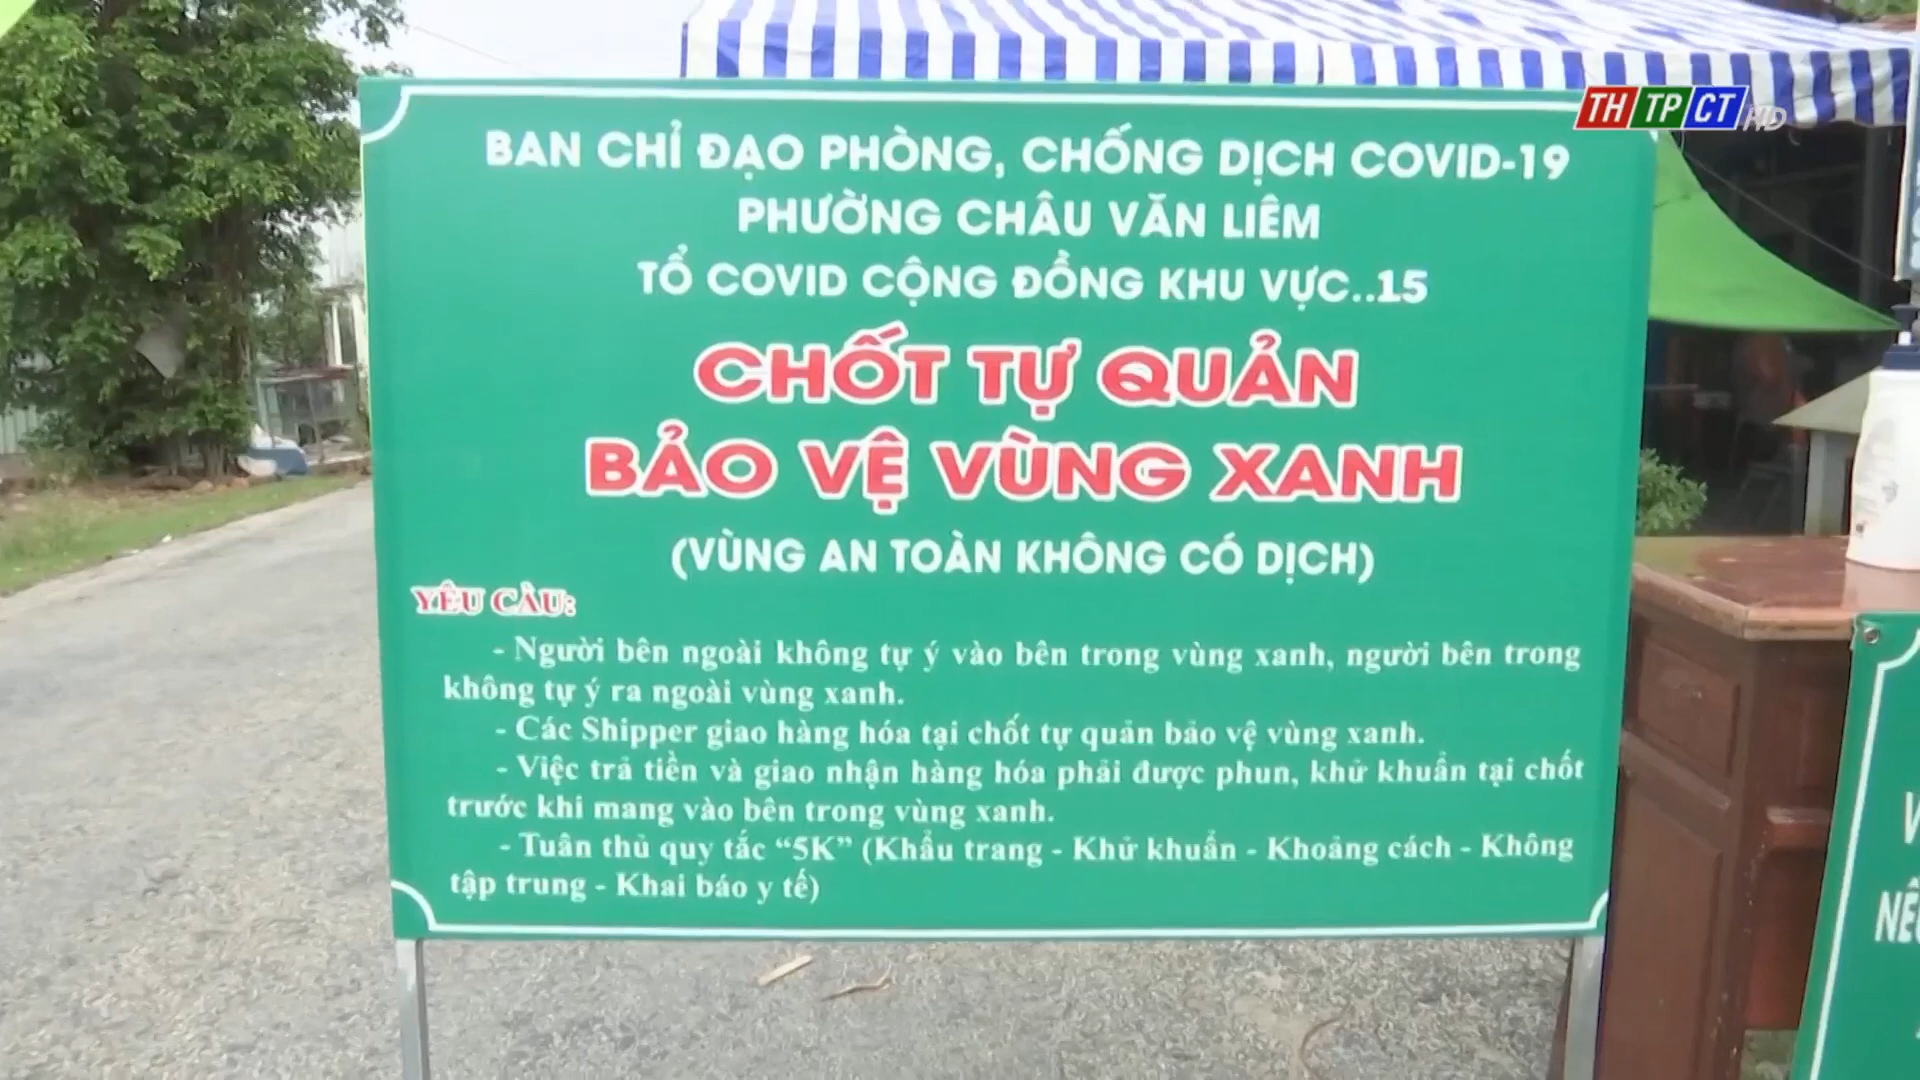 THTPCT HD
BAN CHỈ ĐẠO PHÒNG, CHỐNG DỊCH COVID-19
PHƯỜNG CHÂU VĂN LIÊM
TỔ COVID CỘNG ĐỒNG KHU VỰC..15
CHỐT TỰ QUẢN
BẢO VỆ VÙNG XANH
(VÙNG AN TOÀN KHÔNG CÓ DỊCH)
YÊU CẦU:
- Người bên ngoài không tự ý vào bên trong vùng xanh, người bên trong
không tự ý ra ngoài vùng xanh.
- Các Shipper giao hàng hóa tại chốt tự quản bảo vệ vùng xanh.
- Việc trả tiền và giao nhận hàng hóa phải được phun, khử khuẩn tại chốt
trước khi mang vào bên trong vùng xanh.
- Tuân thủ quy tắc “5K” (Khẩu trang - Khử khuẩn - Khoảng cách - Không
tập trung - Khai báo y tế)